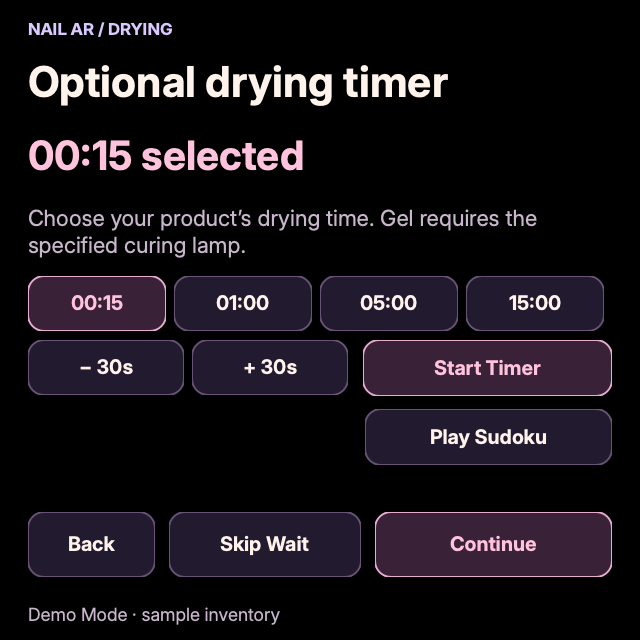 NAIL AR / DRYING
Optional drying timer
00:15 selected
Choose your product’s drying time. Gel requires the
specified curing lamp.
00:15 01:00 05:00 15:00
– 30s + 30s Start Timer
Play Sudoku
Back Skip Wait Continue
Demo Mode · sample inventory